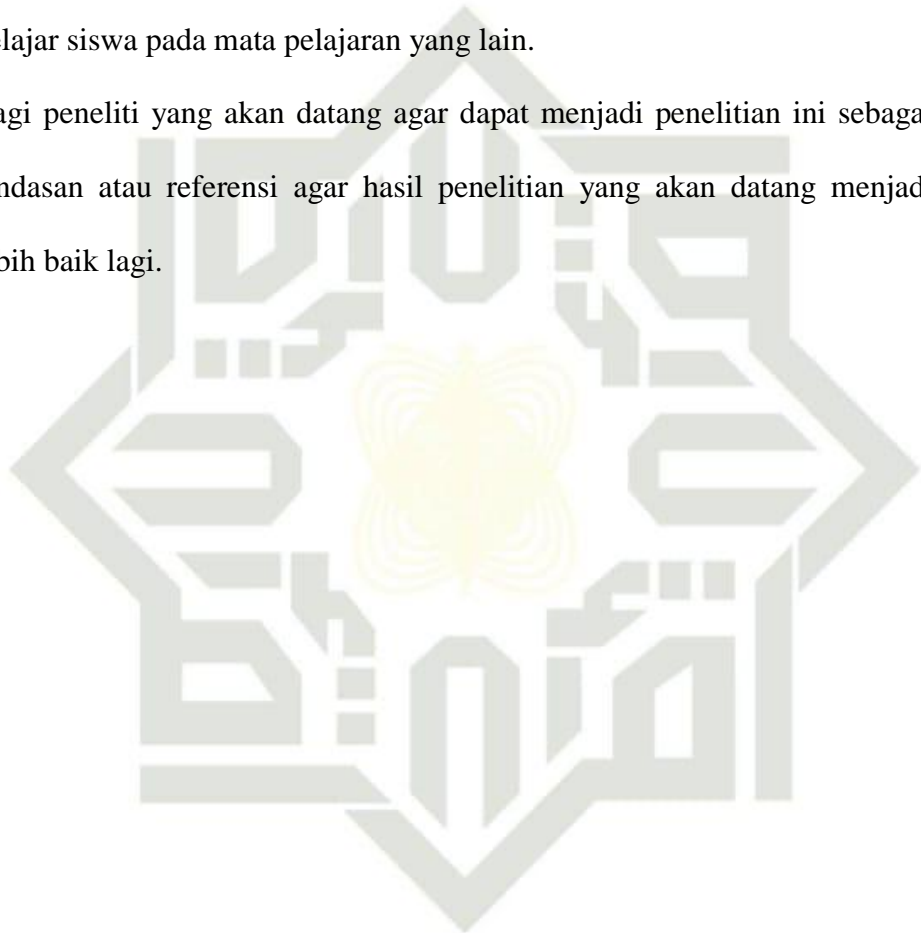 elajar siswa pada mata pelajaran yang lain.
agi peneliti yang akan datang agar dapat menjadi penelitian ini sebaga
ndasan atau referensi agar hasil penelitian yang akan datang menjad
bih baik lagi.